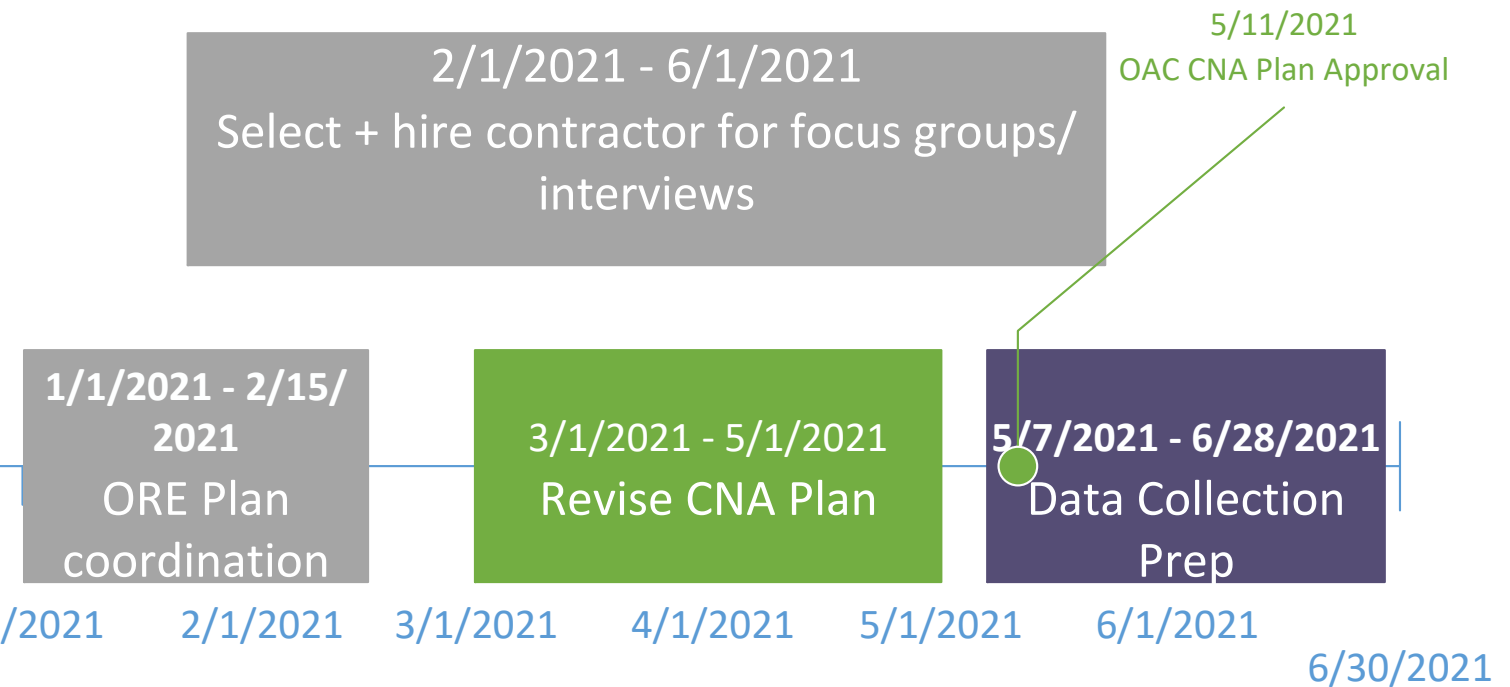 5/11/2021
OAC CNA Plan Approval
2/1/2021 - 6/1/2021
Select + hire contractor for focus groups/
interviews
1/1/2021 - 2/15/
2021
ORE Plan
coordination
3/1/2021 - 5/1/2021
Revise CNA Plan
5/7/2021 - 6/28/2021
Data Collection
Prep
/2021
2/1/2021
3/1/2021
4/1/2021
5/1/2021
6/1/2021
6/30/2021